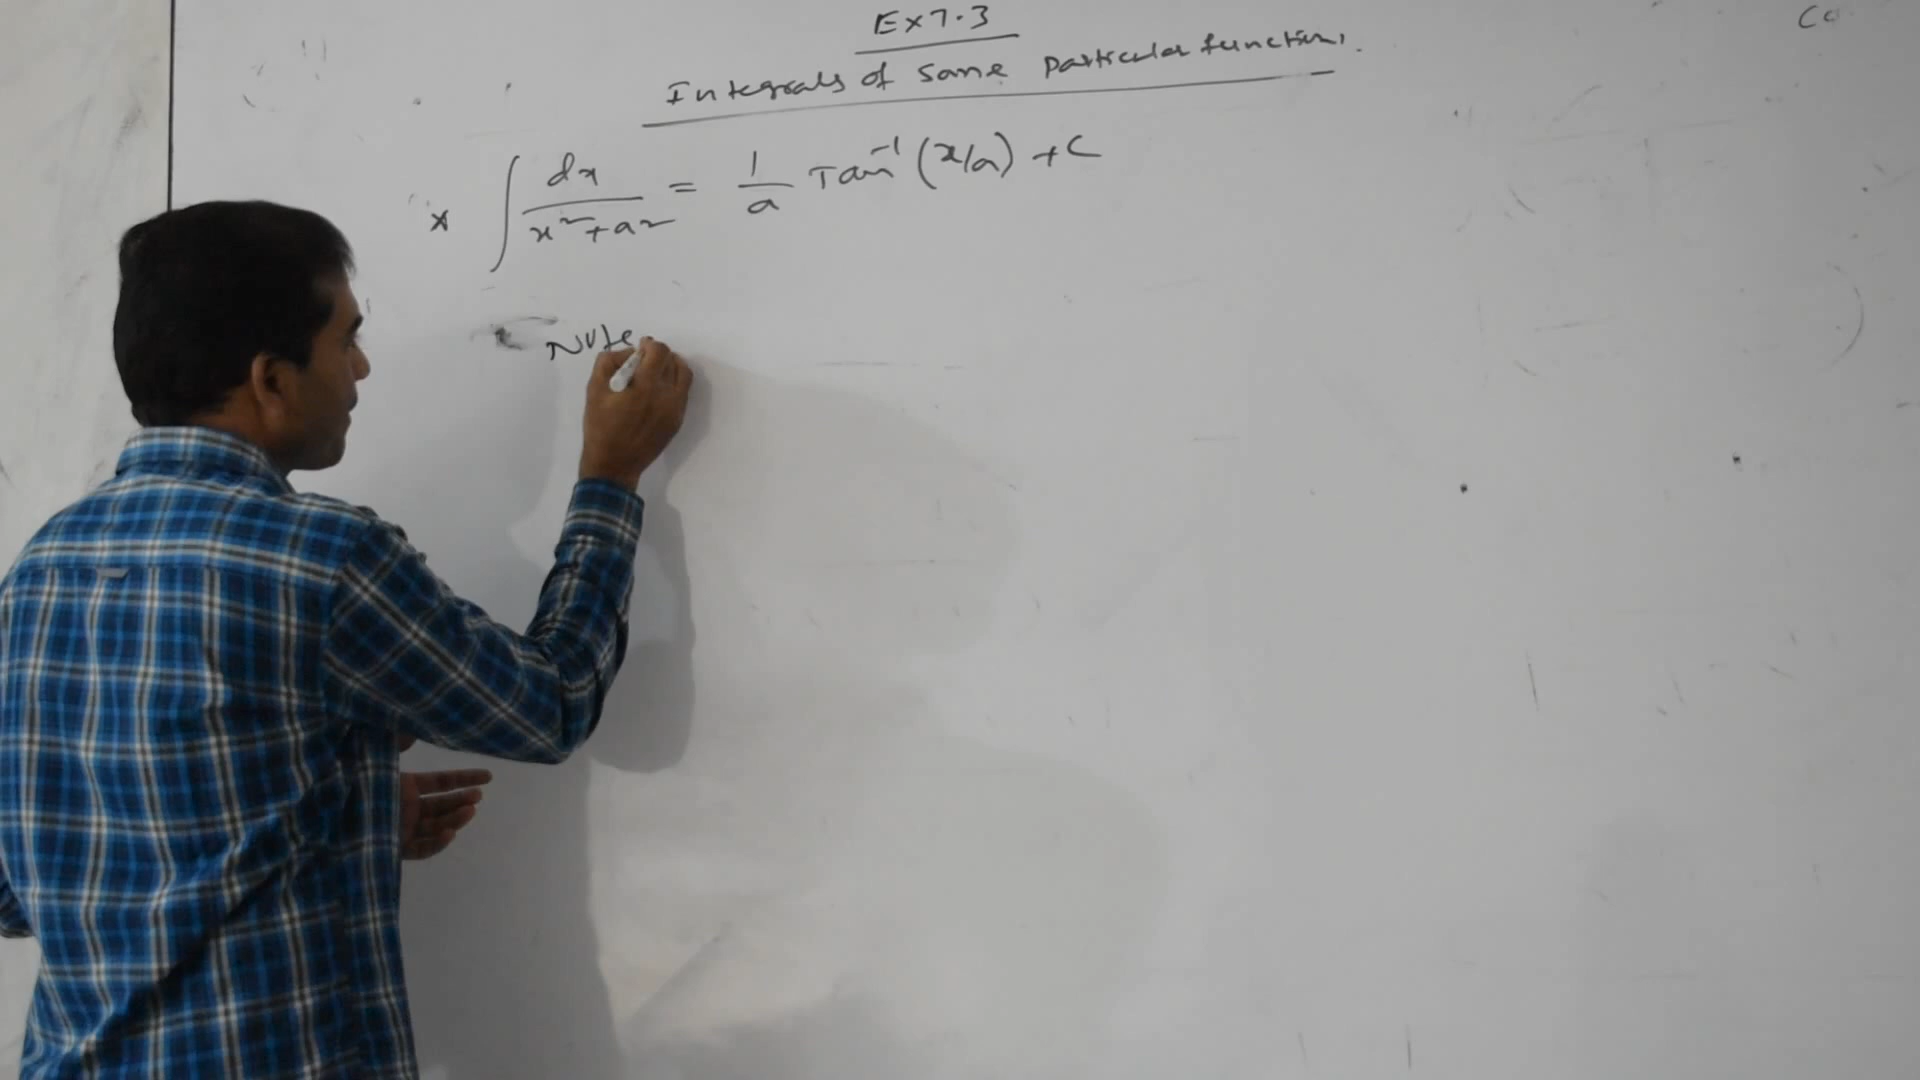 Ex 7.3
Integrals of some particular functions.
* ∫ dx / x²+a² = 1/a Tan⁻¹ (x/a) + C
Note